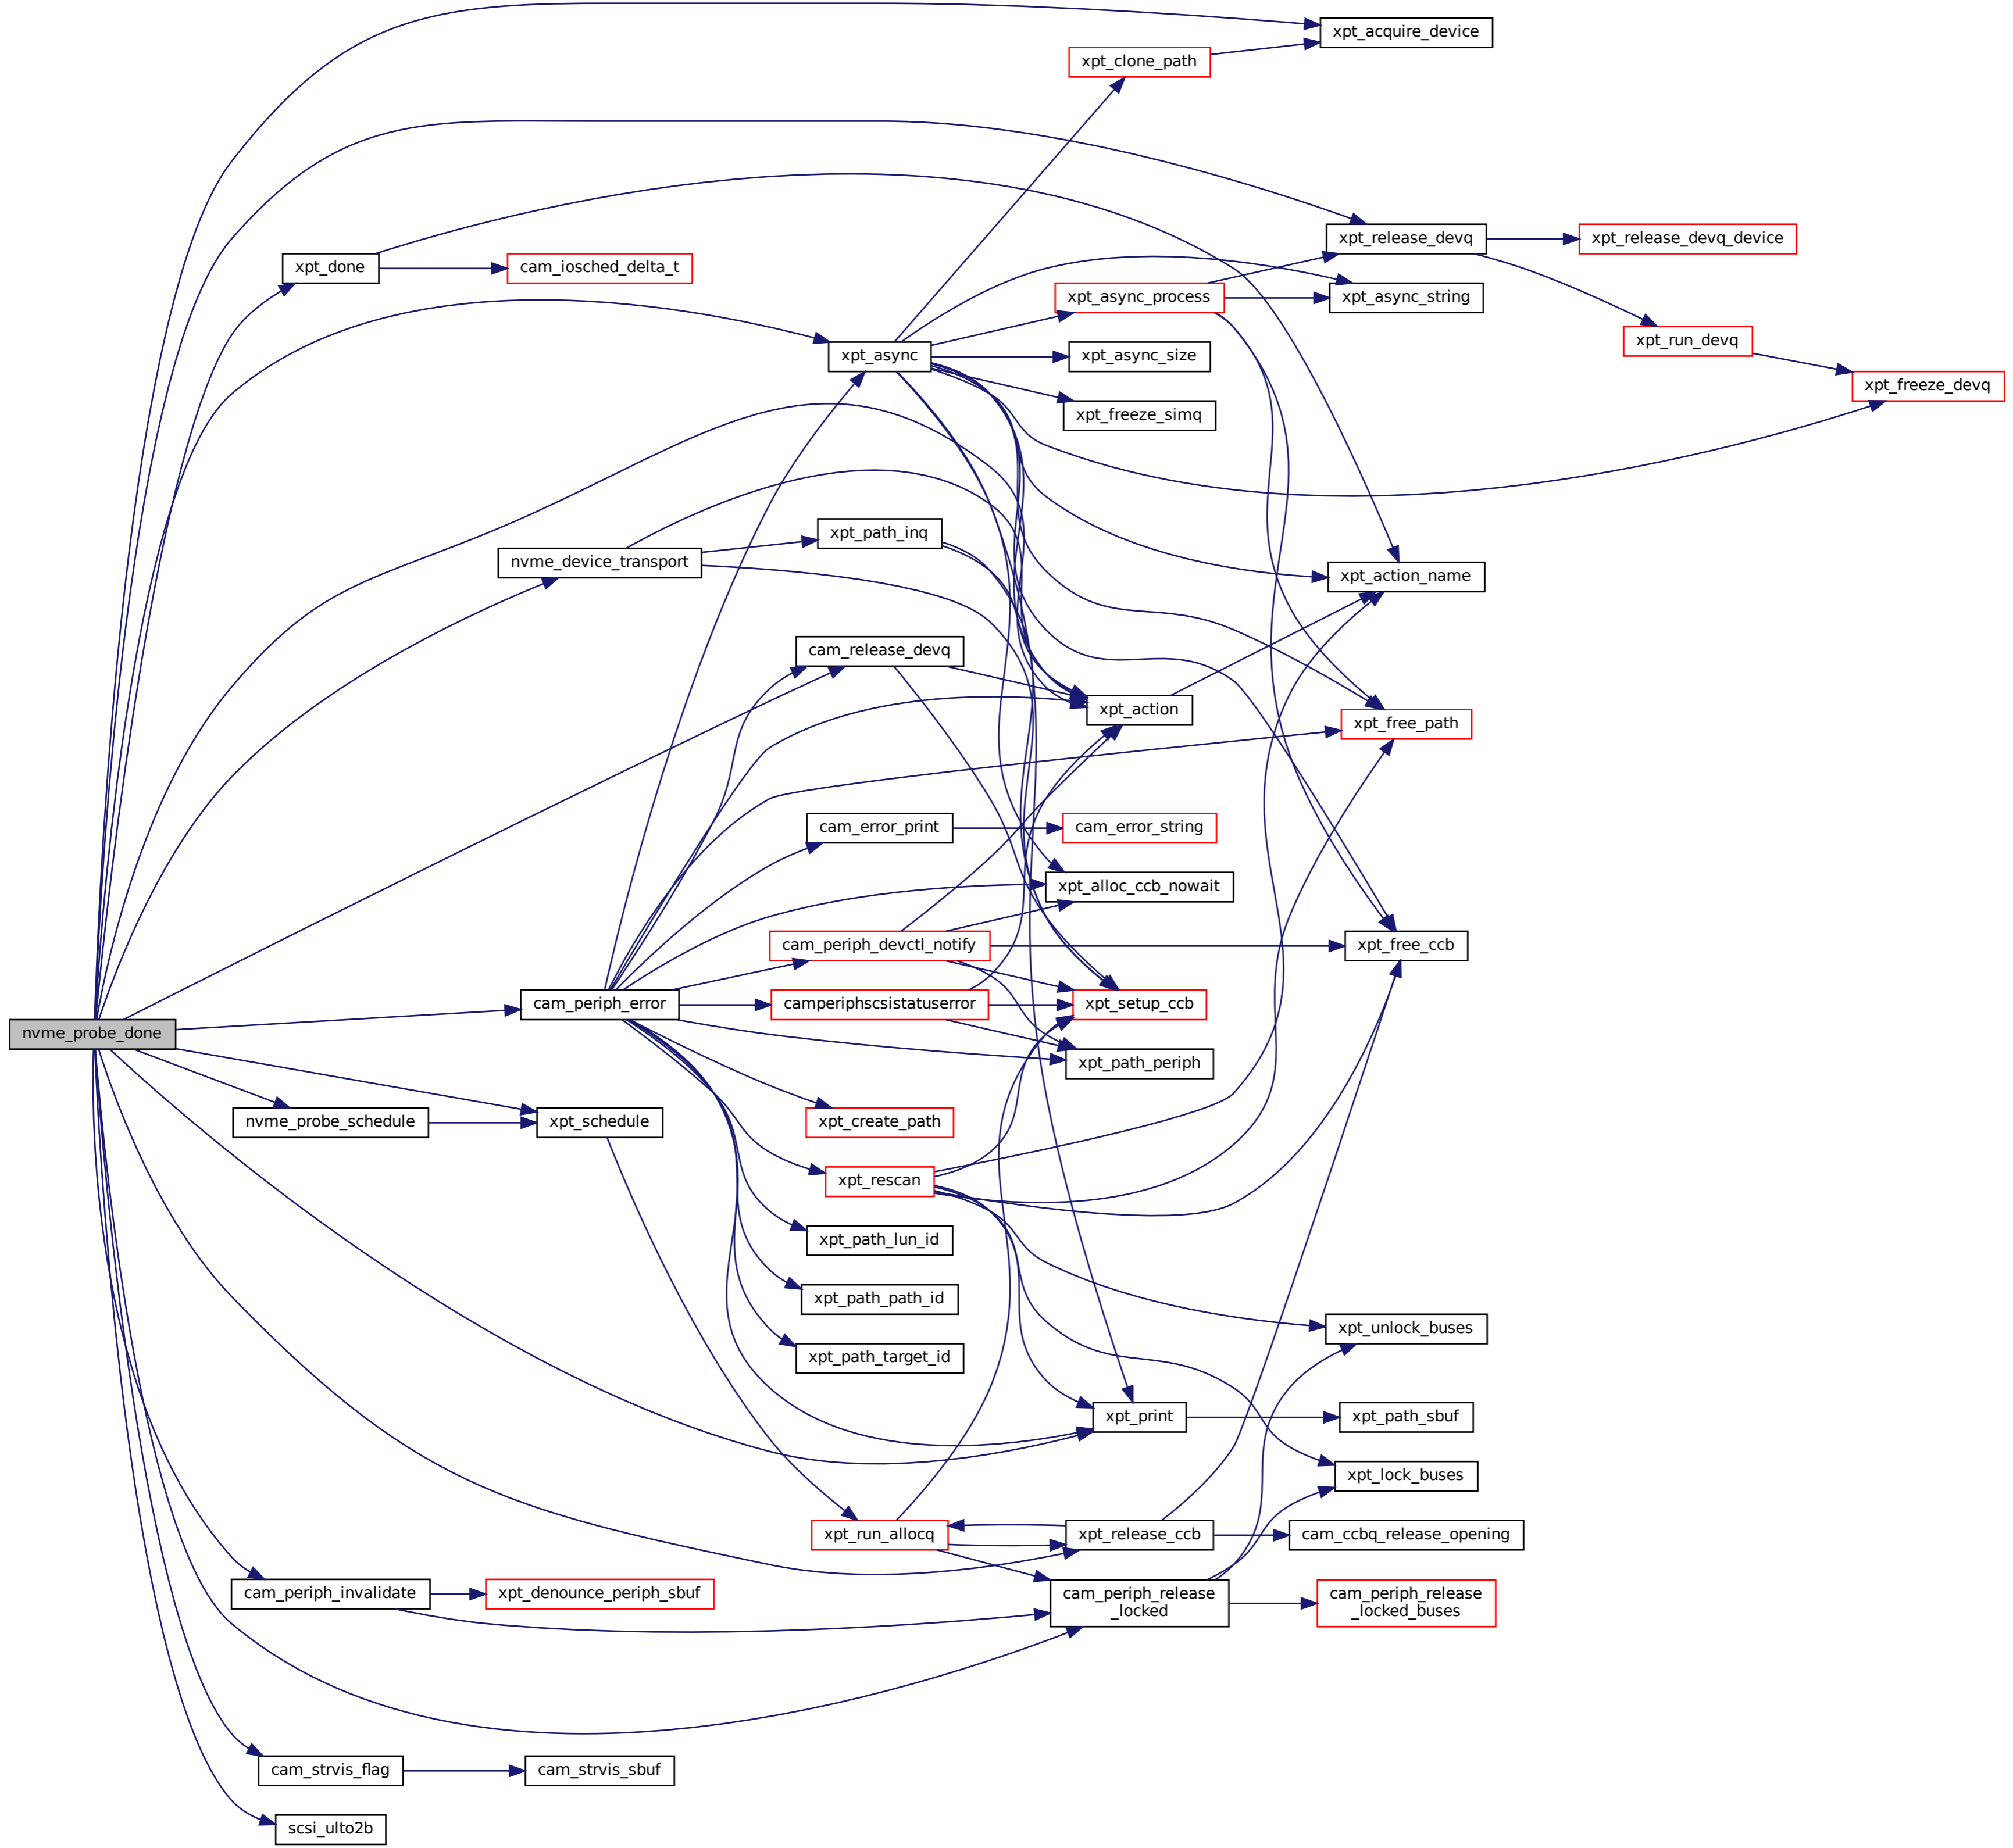 xpt_acquire_device
xpt_clone_path
xpt_release_devq
xpt_release_devq_device
xpt_done
cam_iosched_delta_t
xpt_async_process
xpt_async_string
xpt_run_devq
xpt_async
xpt_async_size
xpt_freeze_devq
xpt_freeze_simq
xpt_path_inq
nvme_device_transport
xpt_action_name
cam_release_devq
xpt_action
xpt_free_path
cam_error_print
cam_error_string
xpt_alloc_ccb_nowait
cam_periph_devctl_notify
xpt_free_ccb
cam_periph_error
camperiphscsistatuserror
xpt_setup_ccb
nvme_probe_done
xpt_path_periph
nvme_probe_schedule
xpt_schedule
xpt_create_path
xpt_rescan
xpt_path_lun_id
xpt_path_path_id
xpt_unlock_buses
xpt_path_target_id
xpt_print
xpt_path_sbuf
xpt_lock_buses
xpt_run_allocq
xpt_release_ccb
cam_ccbq_release_opening
cam_periph_invalidate
xpt_denounce_periph_sbuf
cam_periph_release
_locked
cam_periph_release
_locked_buses
cam_strvis_flag
cam_strvis_sbuf
scsi_ulto2b